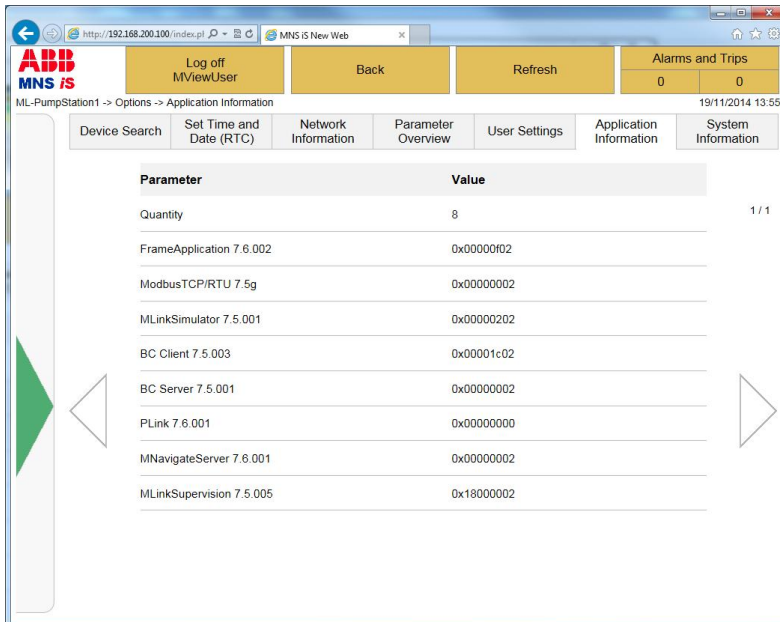 http://192.168.200.100/index.pl
MNS iS New Web
ABB
MNS iS
Log off
MViewUser
Back
Refresh
Alarms and Trips
0 0
ML-PumpStation1 -> Options -> Application Information
19/11/2014 13:55
Device Search
Set Time and
Date (RTC)
Network
Information
Parameter
Overview
User Settings
Application
Information
System
Information
Parameter Value
Quantity 8
1 / 1
FrameApplication 7.6.002 0x00000f02
ModbusTCP/RTU 7.5g 0x00000002
MLinkSimulator 7.5.001 0x00000202
BC Client 7.5.003 0x00001c02
BC Server 7.5.001 0x00000002
PLink 7.6.001 0x00000000
MNavigateServer 7.6.001 0x00000002
MLinkSupervision 7.5.005 0x18000002